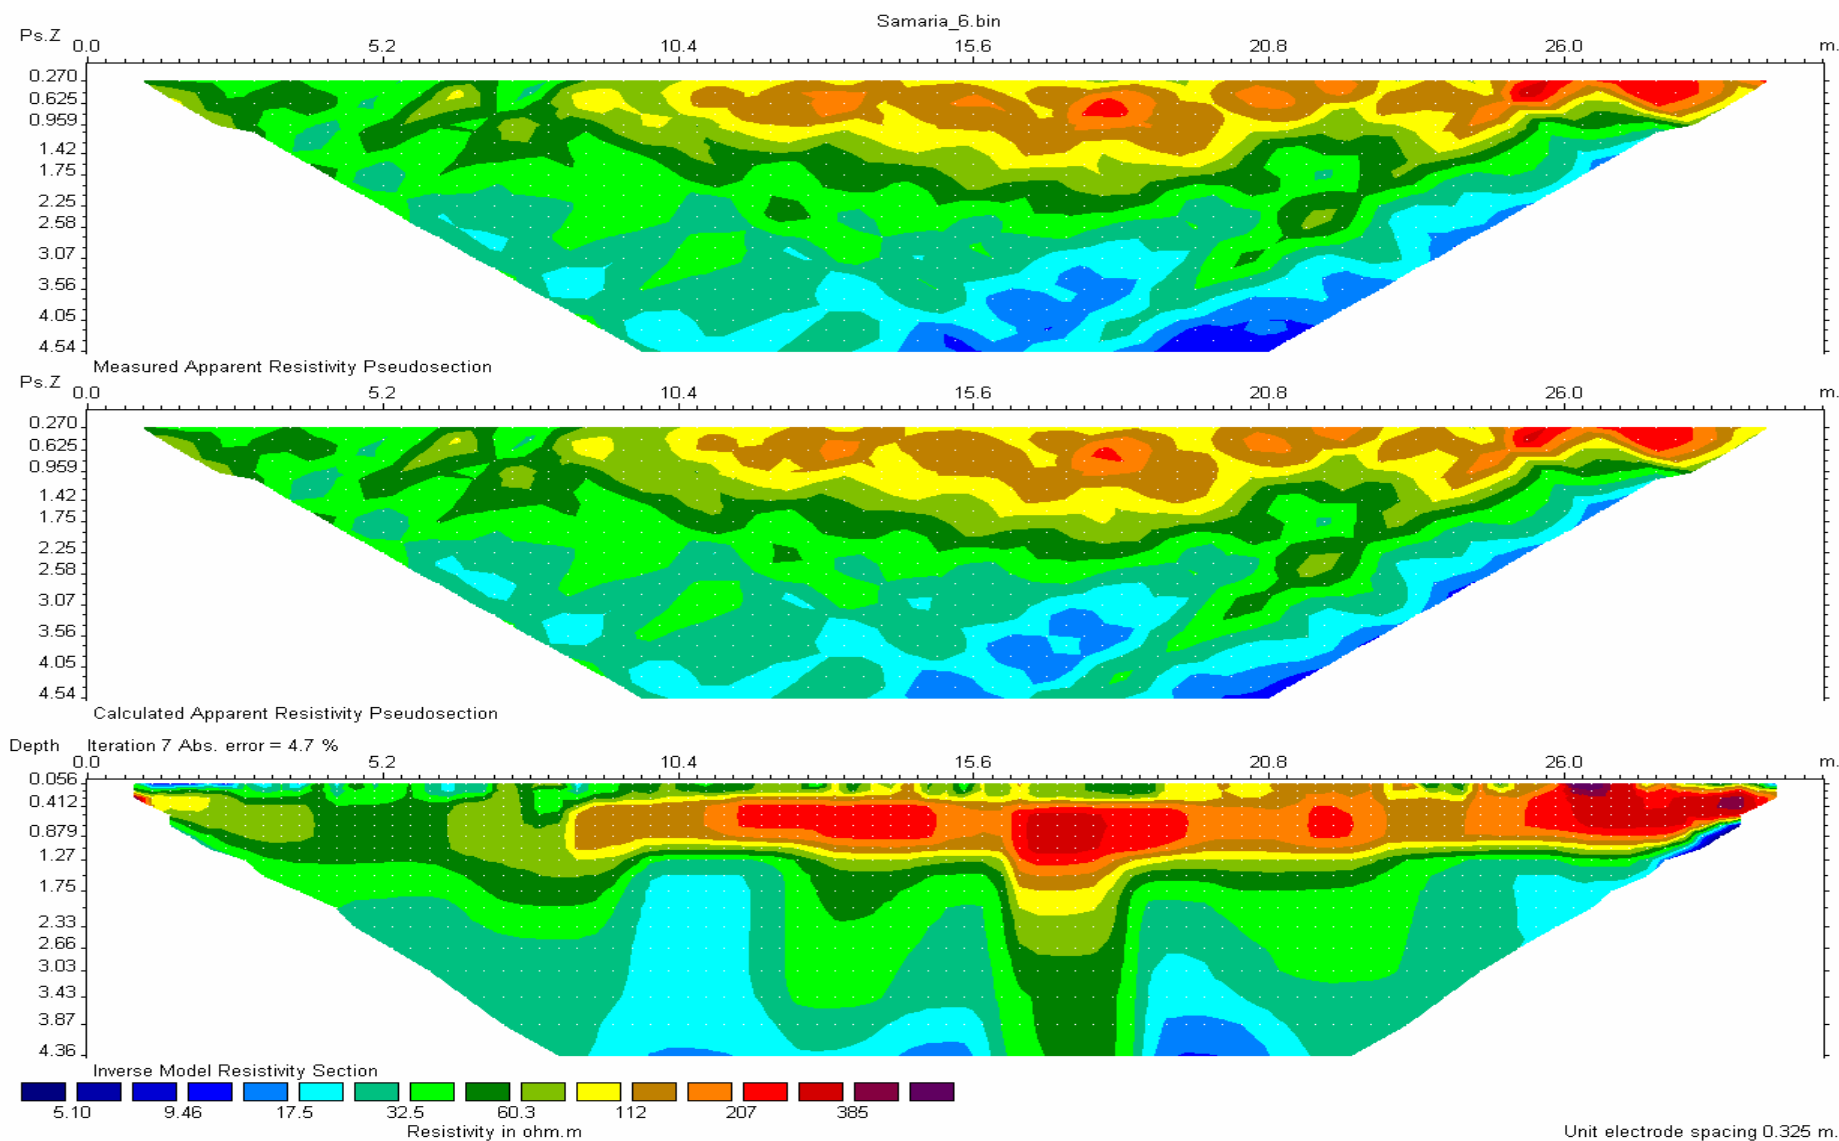 Samaria_6.bin
Ps.Z
0.0 5.2 10.4 15.6 20.8 26.0 m.
0.270
0.625
0.959
1.42
1.75
2.25
2.58
3.07
3.56
4.05
4.54
Measured Apparent Resistivity Pseudosection
Ps.Z
0.0 5.2 10.4 15.6 20.8 26.0 m.
0.270
0.625
0.959
1.42
1.75
2.25
2.58
3.07
3.56
4.05
4.54
Calculated Apparent Resistivity Pseudosection
Depth Iteration 7 Abs. error = 4.7 %
0.0 5.2 10.4 15.6 20.8 26.0 m.
0.056
0.412
0.879
1.27
1.75
2.33
2.66
3.03
3.43
3.87
4.36
Inverse Model Resistivity Section
5.10 9.46 17.5 32.5 60.3 112 207 385
Resistivity in ohm.m
Unit electrode spacing 0.325 m.